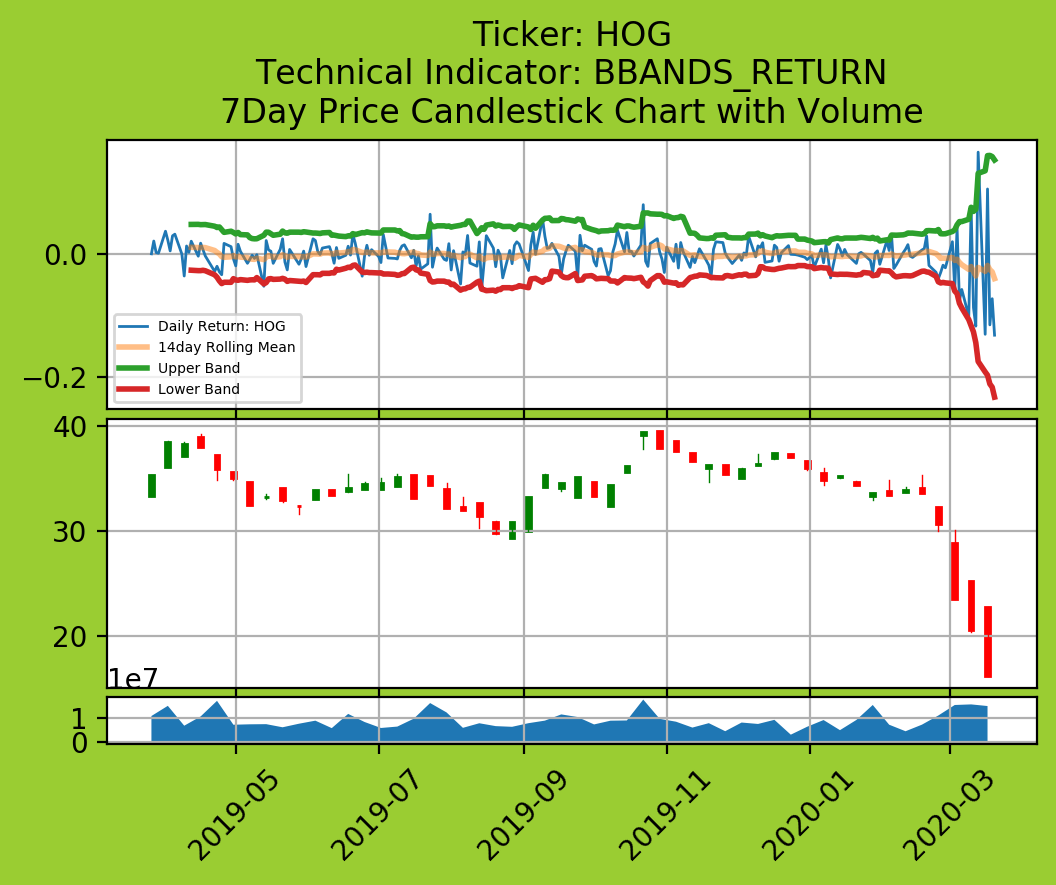 Ticker: HOG
Technical Indicator: BBANDS_RETURN
7Day Price Candlestick Chart with Volume
0.0
−0.2
Daily Return: HOG
14day Rolling Mean
Upper Band
Lower Band
40
30
20
1e7
1
0
2019-05
2019-07
2019-09
2019-11
2020-01
2020-03